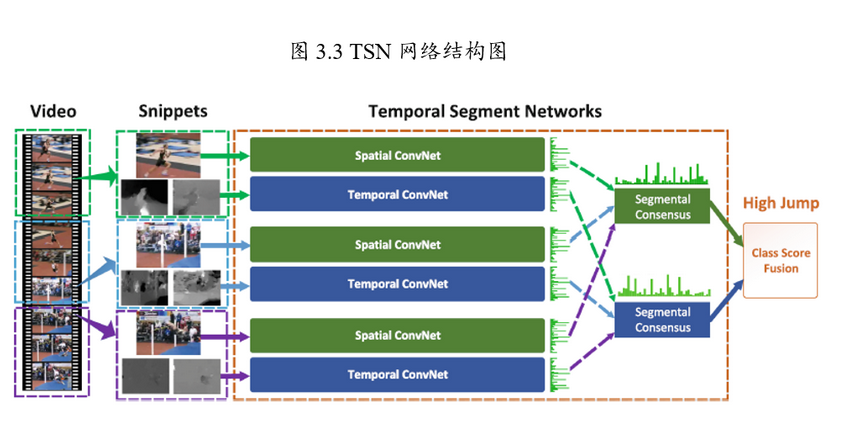 图 3.3 TSN 网络结构图
Video
Snippets
Temporal Segment Networks
Spatial ConvNet
Temporal ConvNet
Spatial ConvNet
Temporal ConvNet
Spatial ConvNet
Temporal ConvNet
Segmental
Consensus
Segmental
Consensus
High Jump
Class Score
Fusion